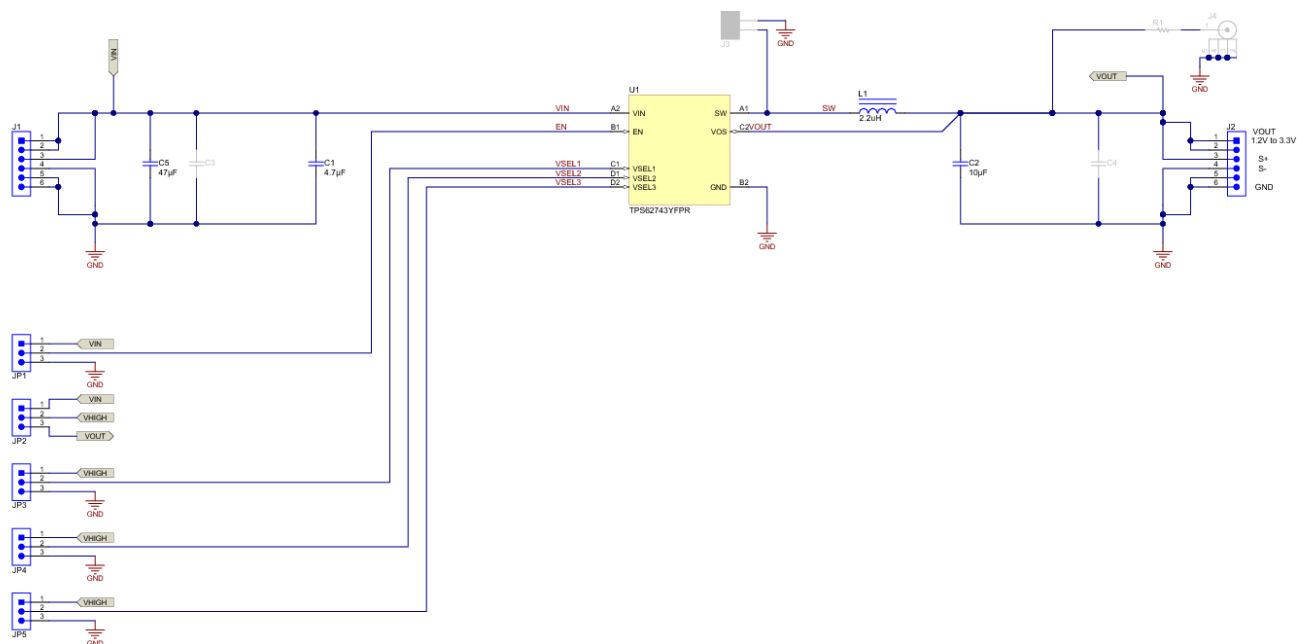 J3
GND
R1
J4
1
5
4
3
2
GND
VIN
VOUT
U1
L1
2.2uH
J1
1
2
3
4
5
6
VIN
A2
VIN
SW
A1
SW
EN
B1
EN
VOS
C2
VOUT
C5
47µF
C3
C1
4.7µF
VSEL1
C1
VSEL1
VSEL2
D1
VSEL2
VSEL3
D2
VSEL3
GND
B2
TPS62743YFPR
C2
10µF
C4
J2
VOUT
1.2V to 3.3V
1
2
3
S+
4
S-
5
6
GND
GND
GND
GND
JP1
1
VIN
2
3
GND
JP2
1
VIN
2
VHIGH
3
VOUT
JP3
1
VHIGH
2
3
GND
JP4
1
VHIGH
2
3
GND
JP5
1
VHIGH
2
3
GND